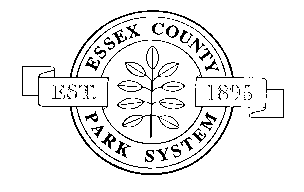 ESSEX COUNTY
EST. 1895
PARK SYSTEM